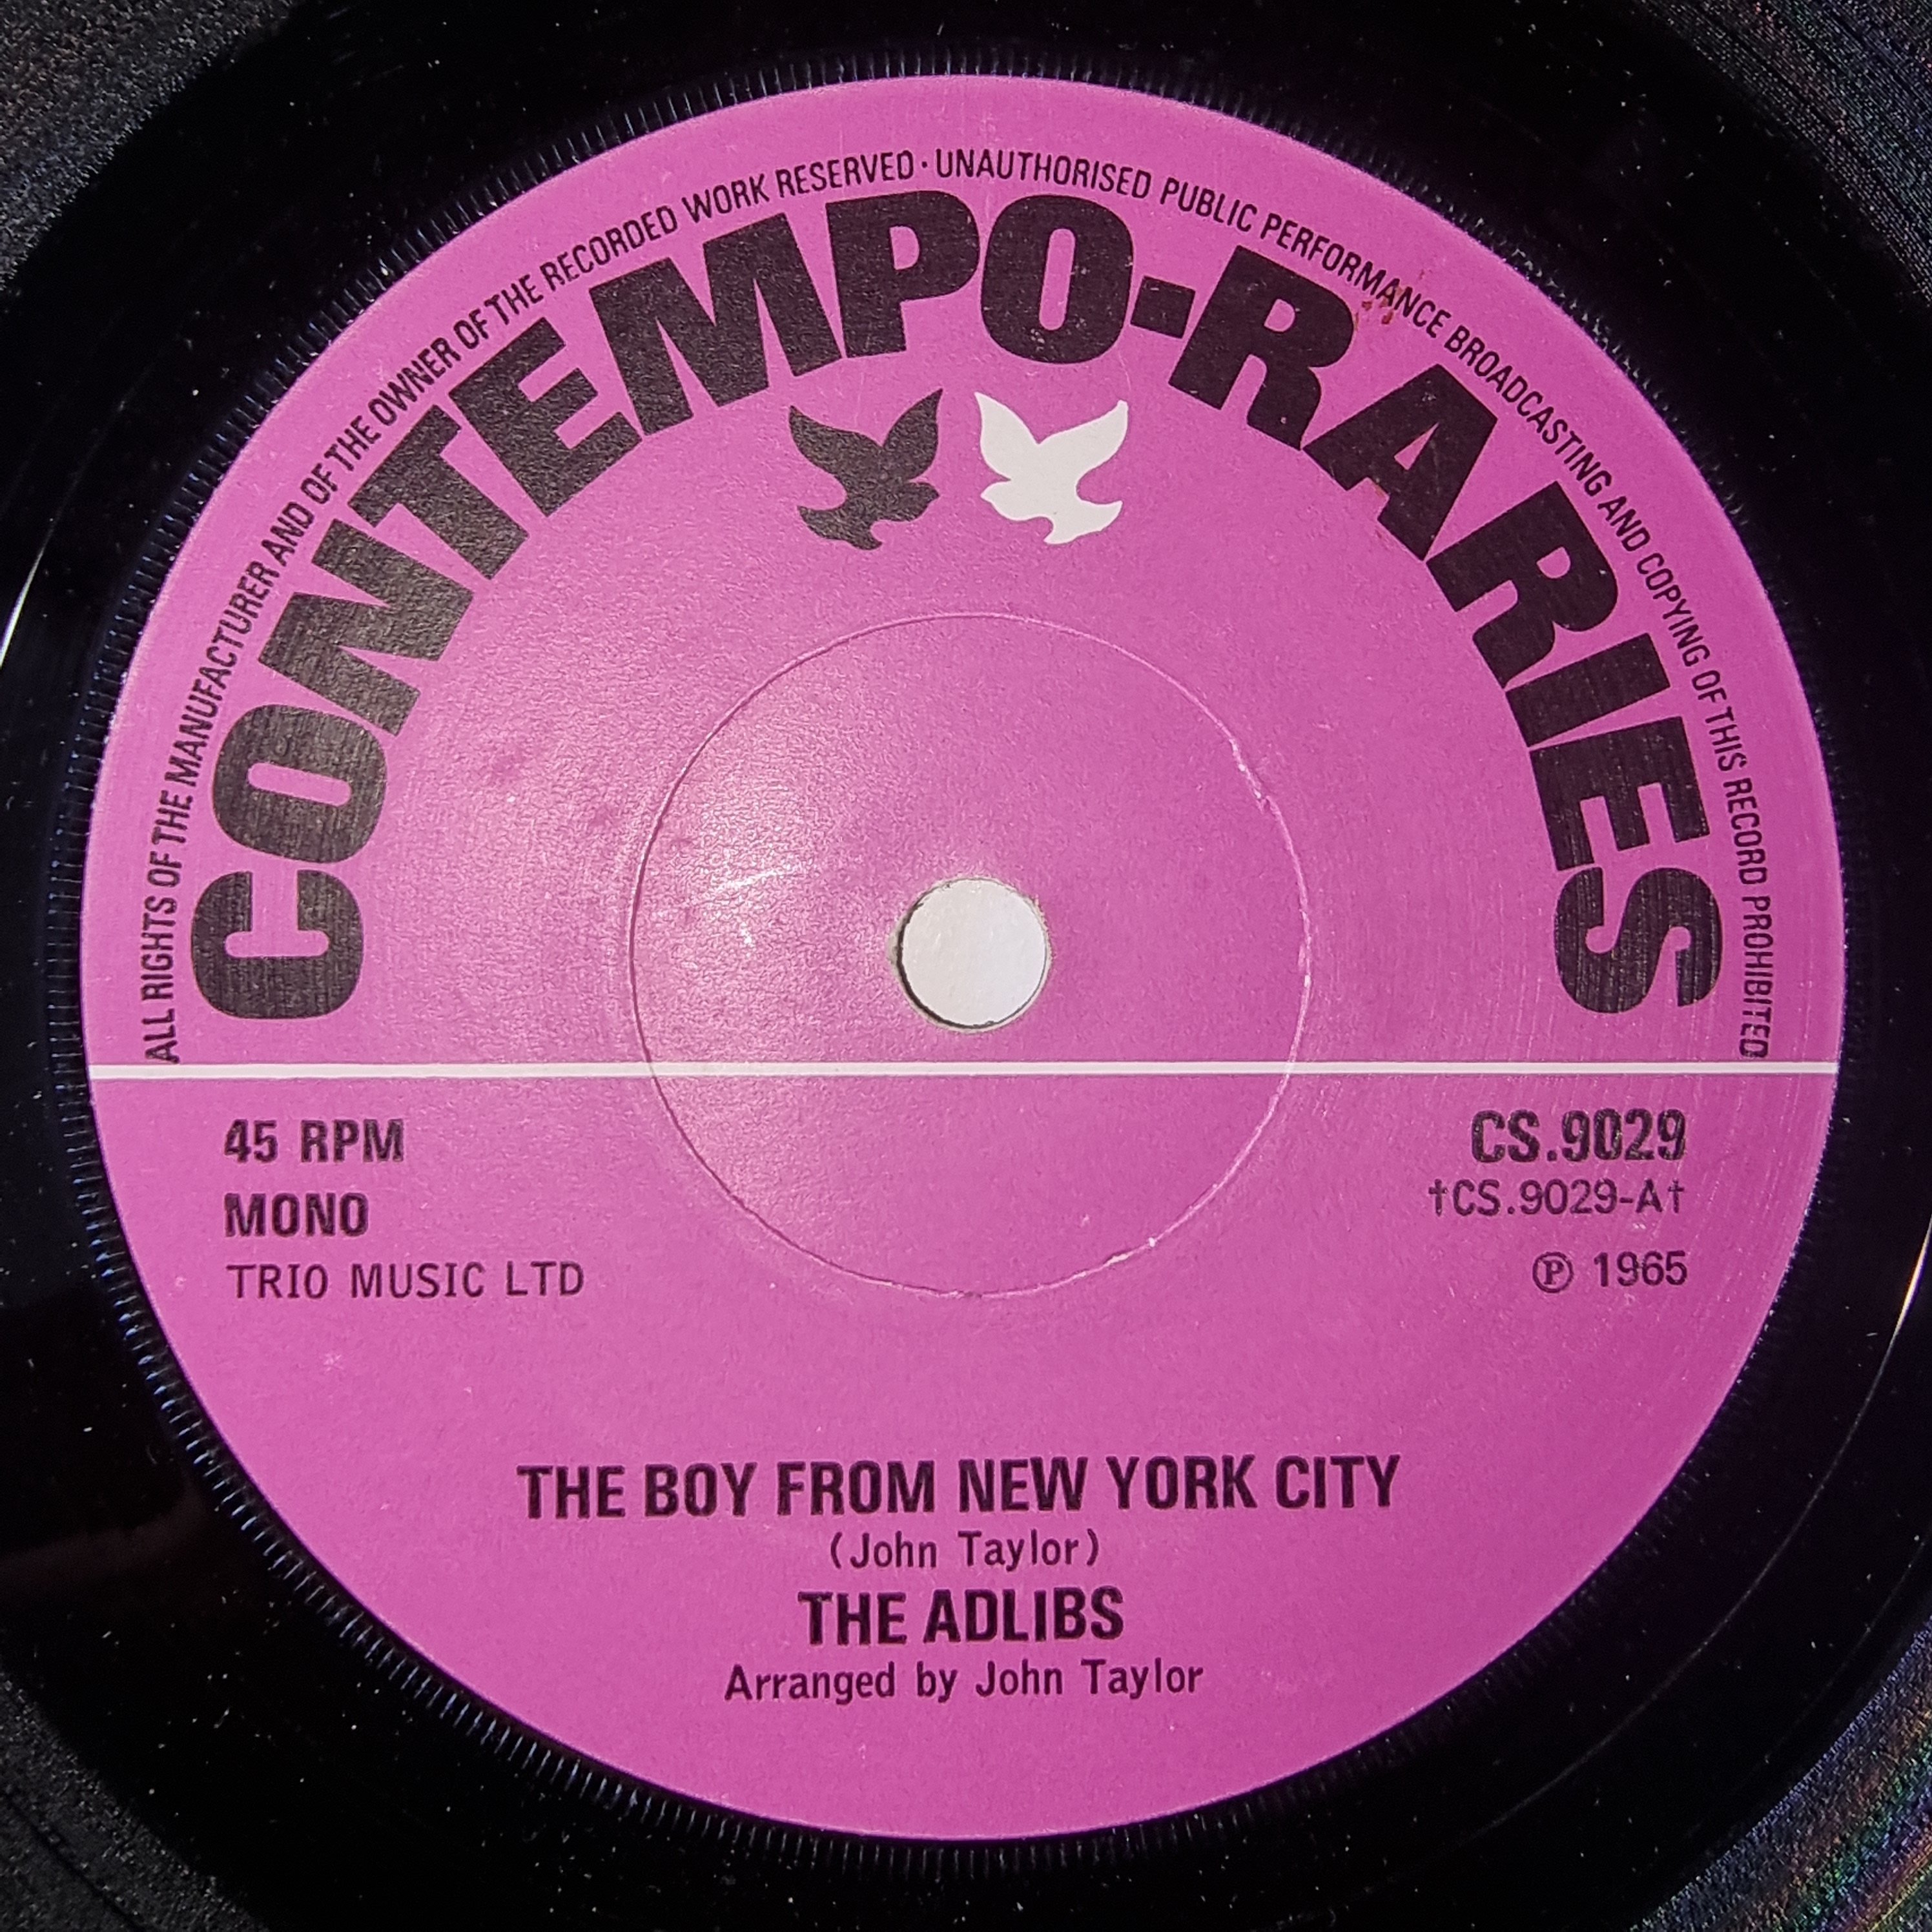 ALL RIGHTS OF THE MANUFACTURER AND OF THE OWNER OF THE RECORDED WORK RESERVED · UNAUTHORISED PUBLIC PERFORMANCE BROADCASTING AND COPYING OF THIS RECORD PROHIBITED
CONTEMPO-RARIES
45 RPM
MONO
TRIO MUSIC LTD
CS.9029
†CS.9029-A†
℗ 1965
THE BOY FROM NEW YORK CITY
(John Taylor)
THE ADLIBS
Arranged by John Taylor